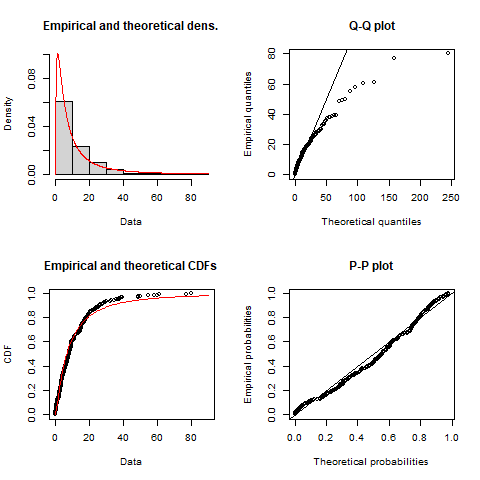 Empirical and theoretical dens.
Density
0.00 0.04 0.08
0 20 40 60 80
Data
Q-Q plot
Empirical quantiles
0 20 40 60 80
0 50 100 150 200 250
Theoretical quantiles
Empirical and theoretical CDFs
CDF
0.0 0.2 0.4 0.6 0.8 1.0
0 20 40 60 80
Data
P-P plot
Empirical probabilities
0.0 0.2 0.4 0.6 0.8 1.0
0.0 0.2 0.4 0.6 0.8 1.0
Theoretical probabilities